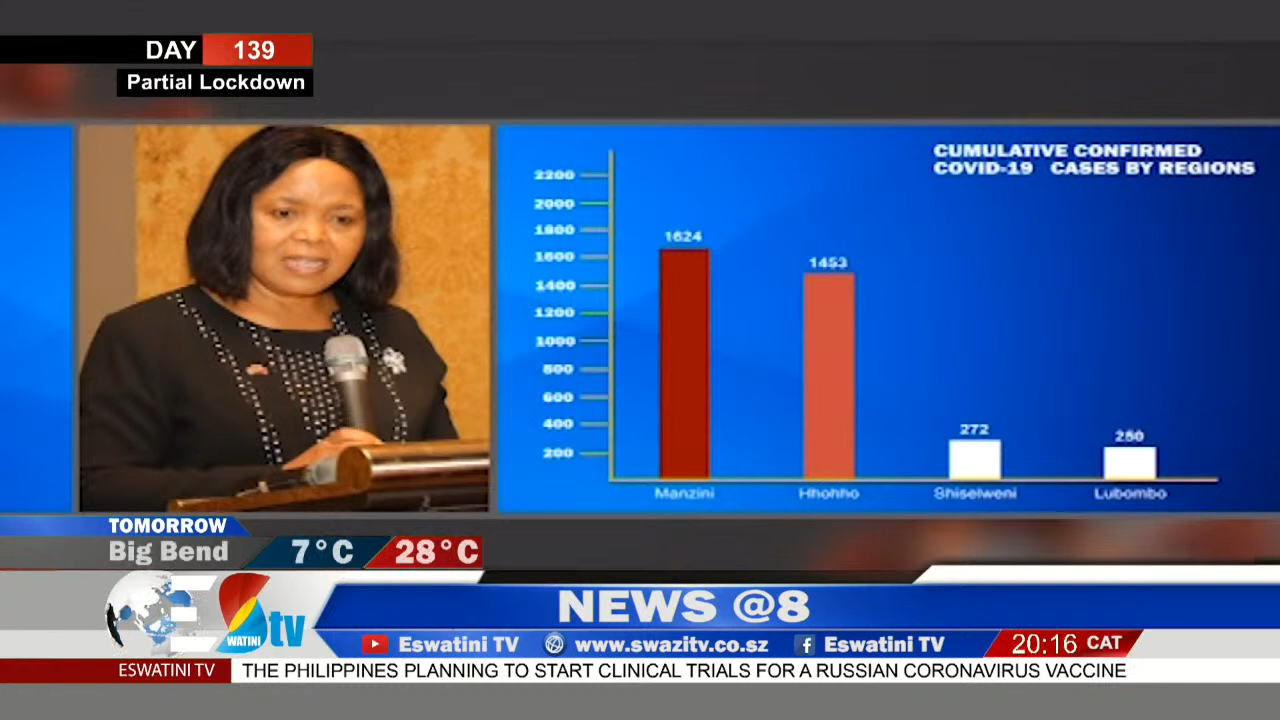 DAY 139
Partial Lockdown
CUMULATIVE CONFIRMED
COVID-19 CASES BY REGIONS
2200
2000
1800
1600
1400
1200
1000
800
600
400
200
1624
1453
272
250
Manzini Hhohho Shiselweni Lubombo
TOMORROW
Big Bend 7°C 28°C
E WATINI tv
NEWS @8
Eswatini TV www.swazitv.co.sz Eswatini TV 20:16 CAT
ESWATINI TV THE PHILIPPINES PLANNING TO START CLINICAL TRIALS FOR A RUSSIAN CORONAVIRUS VACCINE